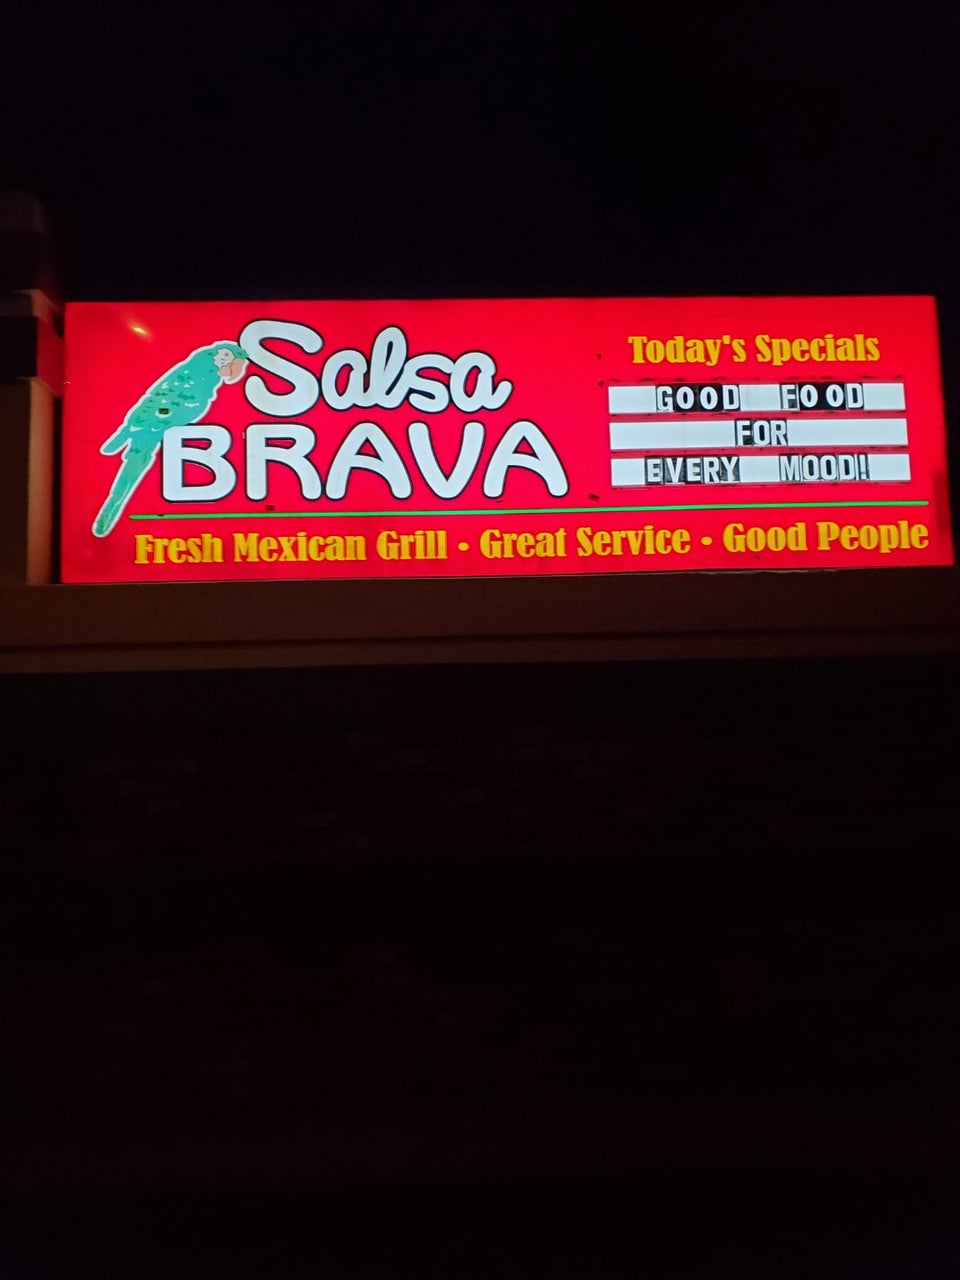 Salsa
BRAVA
Today's Specials
GOOD FOOD
FOR
EVERY MOOD!
Fresh Mexican Grill • Great Service • Good People